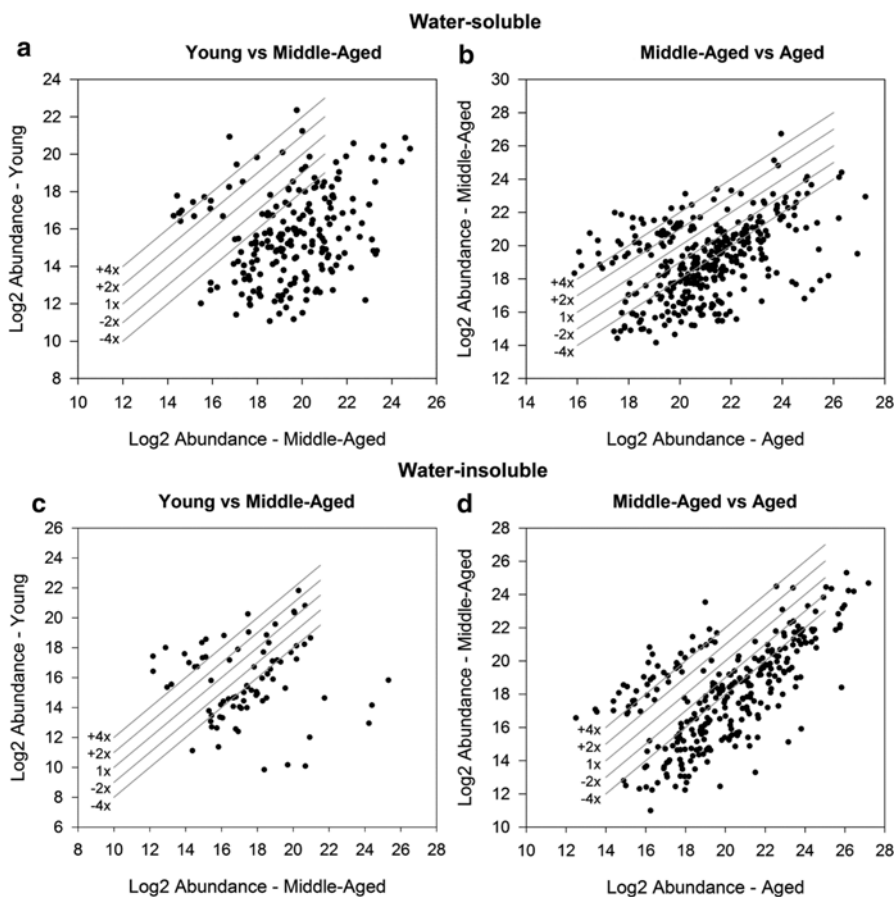 Water-soluble
a
Young vs Middle-Aged
Log2 Abundance - Young
24
22
20
18
16
14
12
10
8
+4x
+2x
1x
-2x
-4x
10 12 14 16 18 20 22 24 26
Log2 Abundance - Middle-Aged
b
Middle-Aged vs Aged
Log2 Abundance - Middle-Aged
30
28
26
24
22
20
18
16
14
12
+4x
+2x
1x
-2x
-4x
14 16 18 20 22 24 26 28
Log2 Abundance - Aged
Water-insoluble
c
Young vs Middle-Aged
Log2 Abundance - Young
26
24
22
20
18
16
14
12
10
8
6
+4x
+2x
1x
-2x
-4x
8 10 12 14 16 18 20 22 24 26 28
Log2 Abundance - Middle-Aged
d
Middle-Aged vs Aged
Log2 Abundance - Middle-Aged
28
26
24
22
20
18
16
14
12
10
+4x
+2x
1x
-2x
-4x
10 12 14 16 18 20 22 24 26 28
Log2 Abundance - Aged